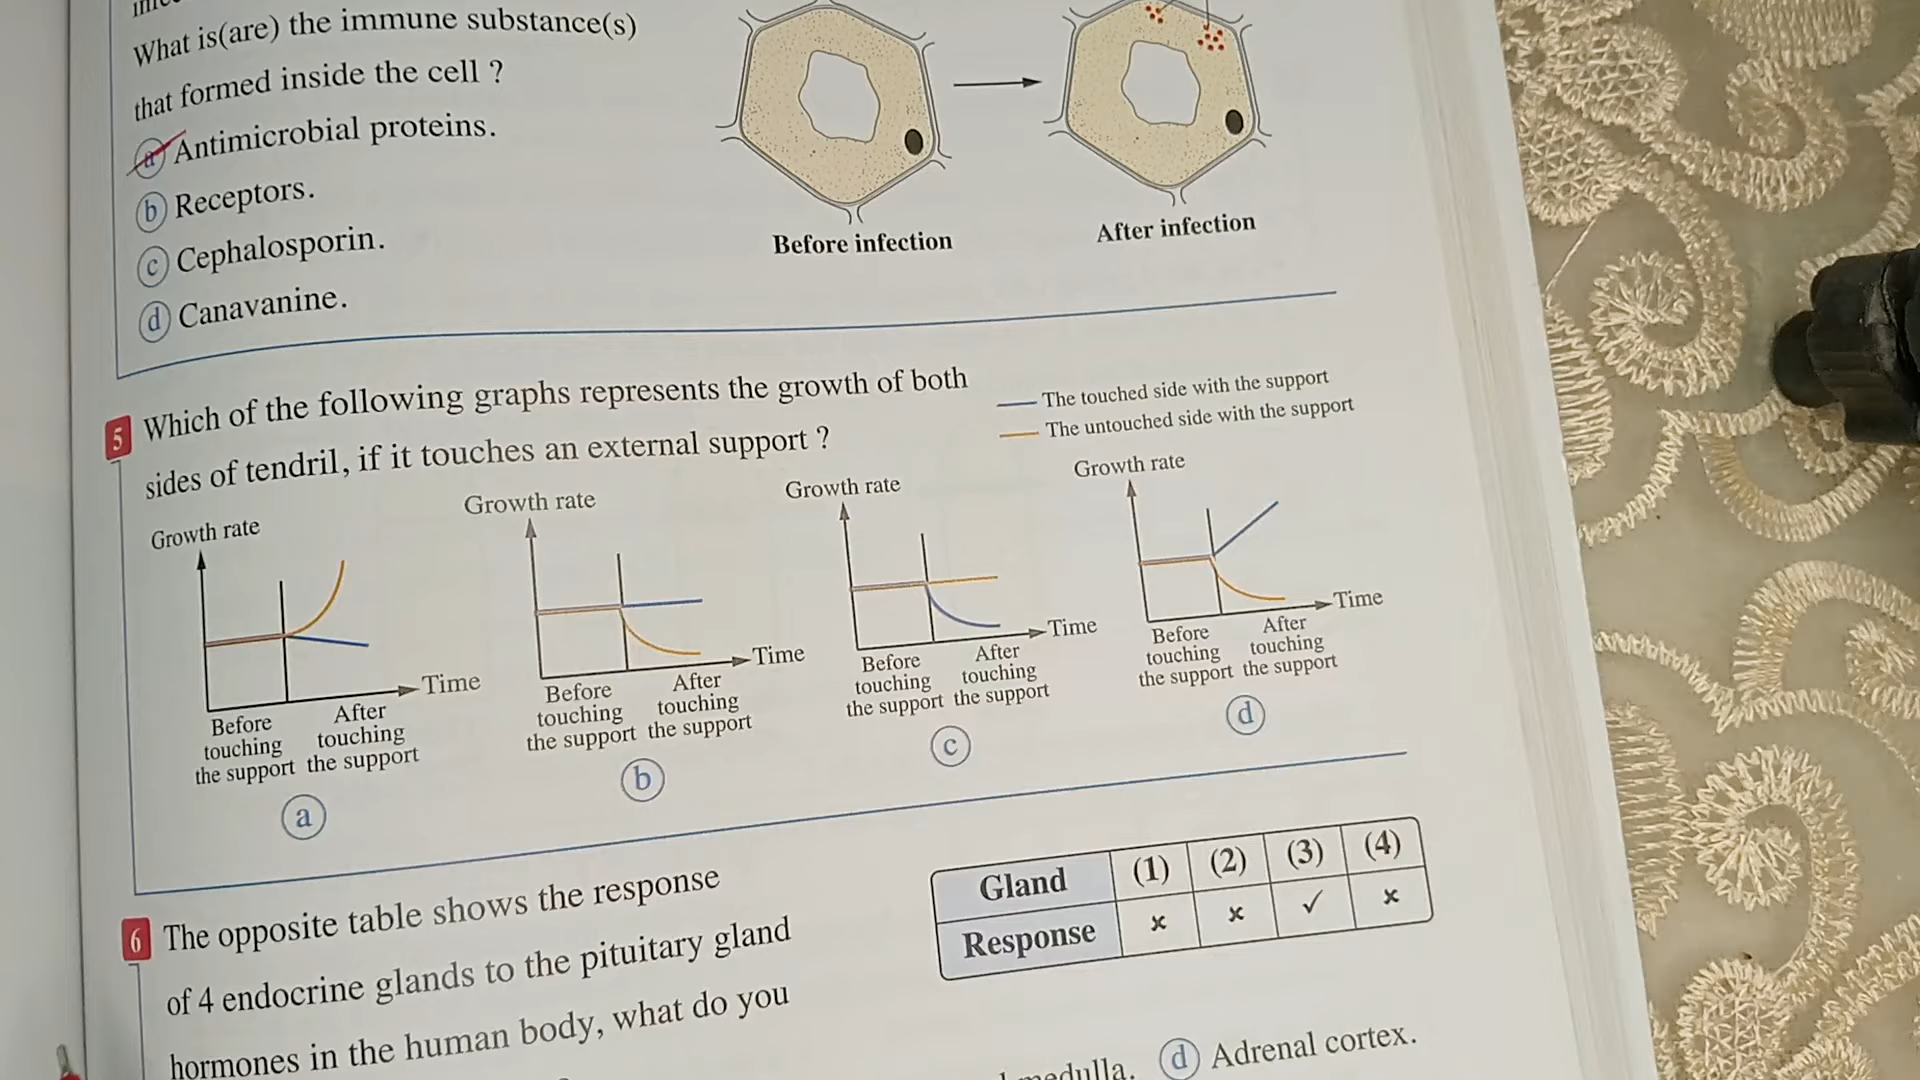 What is(are) the immune substance(s)
that formed inside the cell ?
a Antimicrobial proteins.
b Receptors.
c Cephalosporin.
d Canavanine.
Before infection
After infection
5 Which of the following graphs represents the growth of both
sides of tendril, if it touches an external support ?
The touched side with the support
The untouched side with the support
Growth rate
Time
Before touching the support
After touching the support
a
Growth rate
Time
Before touching the support
After touching the support
b
Growth rate
Time
Before touching the support
After touching the support
c
Growth rate
Time
Before touching the support
After touching the support
d
6 The opposite table shows the response
of 4 endocrine glands to the pituitary gland
hormones in the human body, what do you
Gland (1) (2) (3) (4)
Response x x ✓ x
medulla. d Adrenal cortex.